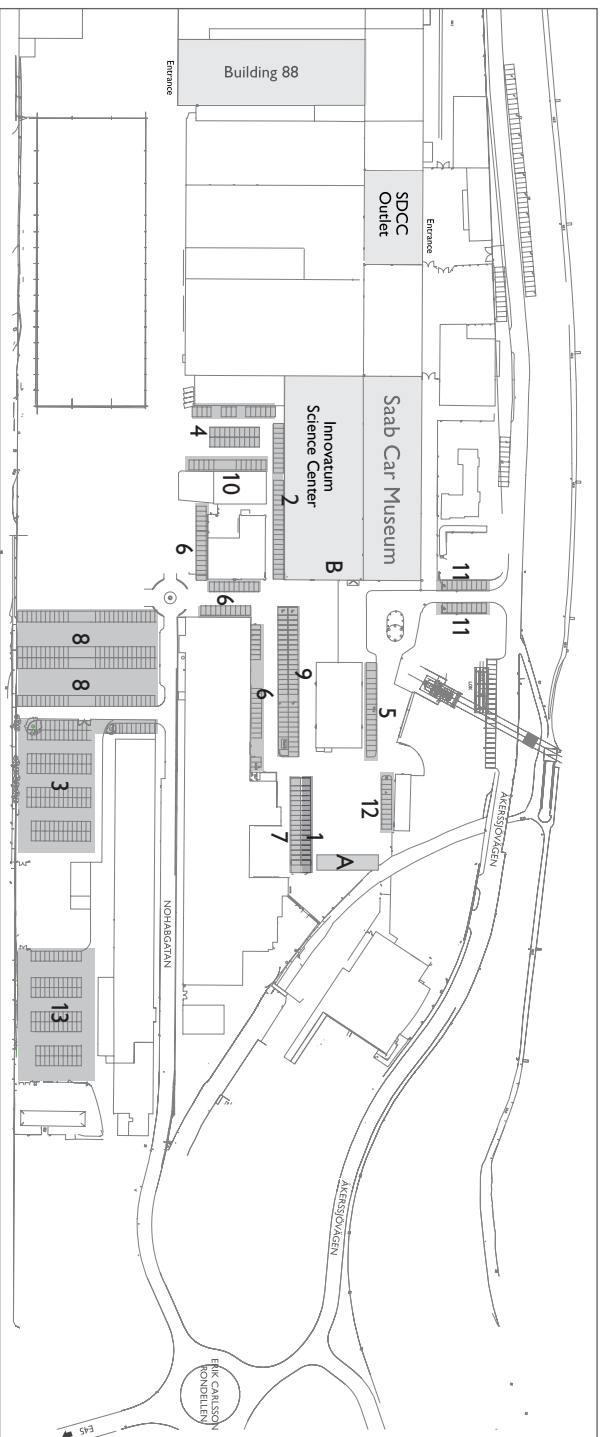 Building 88
Entrance
SDCC
Outlet
Entrance
Saab Car Museum
Innovatum
Science Center
B
4
10
2
6
6
11
11
8
8
9
6
5
3
12
1
7
A
13
LOK
ÅKERSSJÖVÄGEN
NOHABGATAN
ÅKERSSJÖVÄGEN
ERIK CARLSSON
RONDELLEN
E45